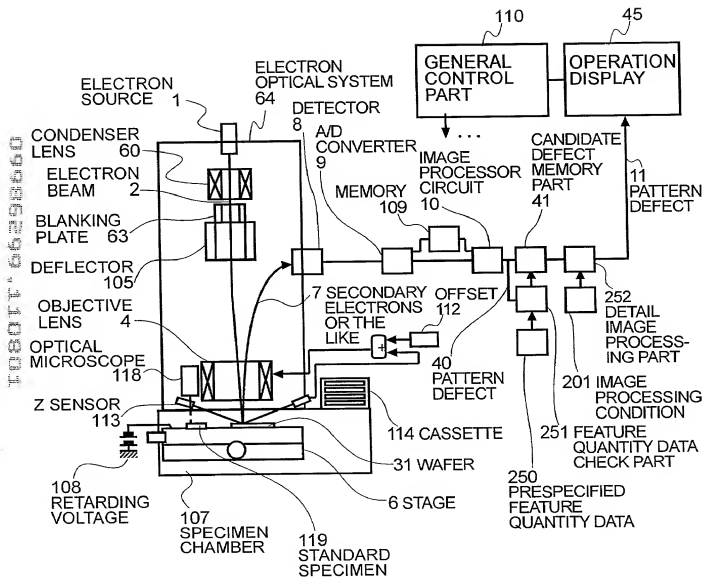 110
GENERAL
CONTROL
PART
45
OPERATION
DISPLAY
ELECTRON
SOURCE
1
ELECTRON
OPTICAL SYSTEM
64
DETECTOR
8
A/D
CONVERTER
9
...
IMAGE
PROCESSOR
CIRCUIT
10
CANDIDATE
DEFECT
MEMORY
PART
41
11
PATTERN
DEFECT
CONDENSER
LENS
60
ELECTRON
BEAM
2
BLANKING
PLATE
63
DEFLECTOR
105
MEMORY
109
OBJECTIVE
LENS
4
7 SECONDARY
ELECTRONS
OR THE
LIKE
OFFSET
112
+
40
PATTERN
DEFECT
252
DETAIL
IMAGE
PROCESS-
ING PART
201 IMAGE
PROCESSING
CONDITION
251 FEATURE
QUANTITY DATA
CHECK PART
250
PRESPECIFIED
FEATURE
QUANTITY DATA
OPTICAL
MICROSCOPE
118
Z SENSOR
113
114 CASSETTE
31 WAFER
6 STAGE
108
RETARDING
VOLTAGE
107
SPECIMEN
CHAMBER
119
STANDARD
SPECIMEN
09986299.110801